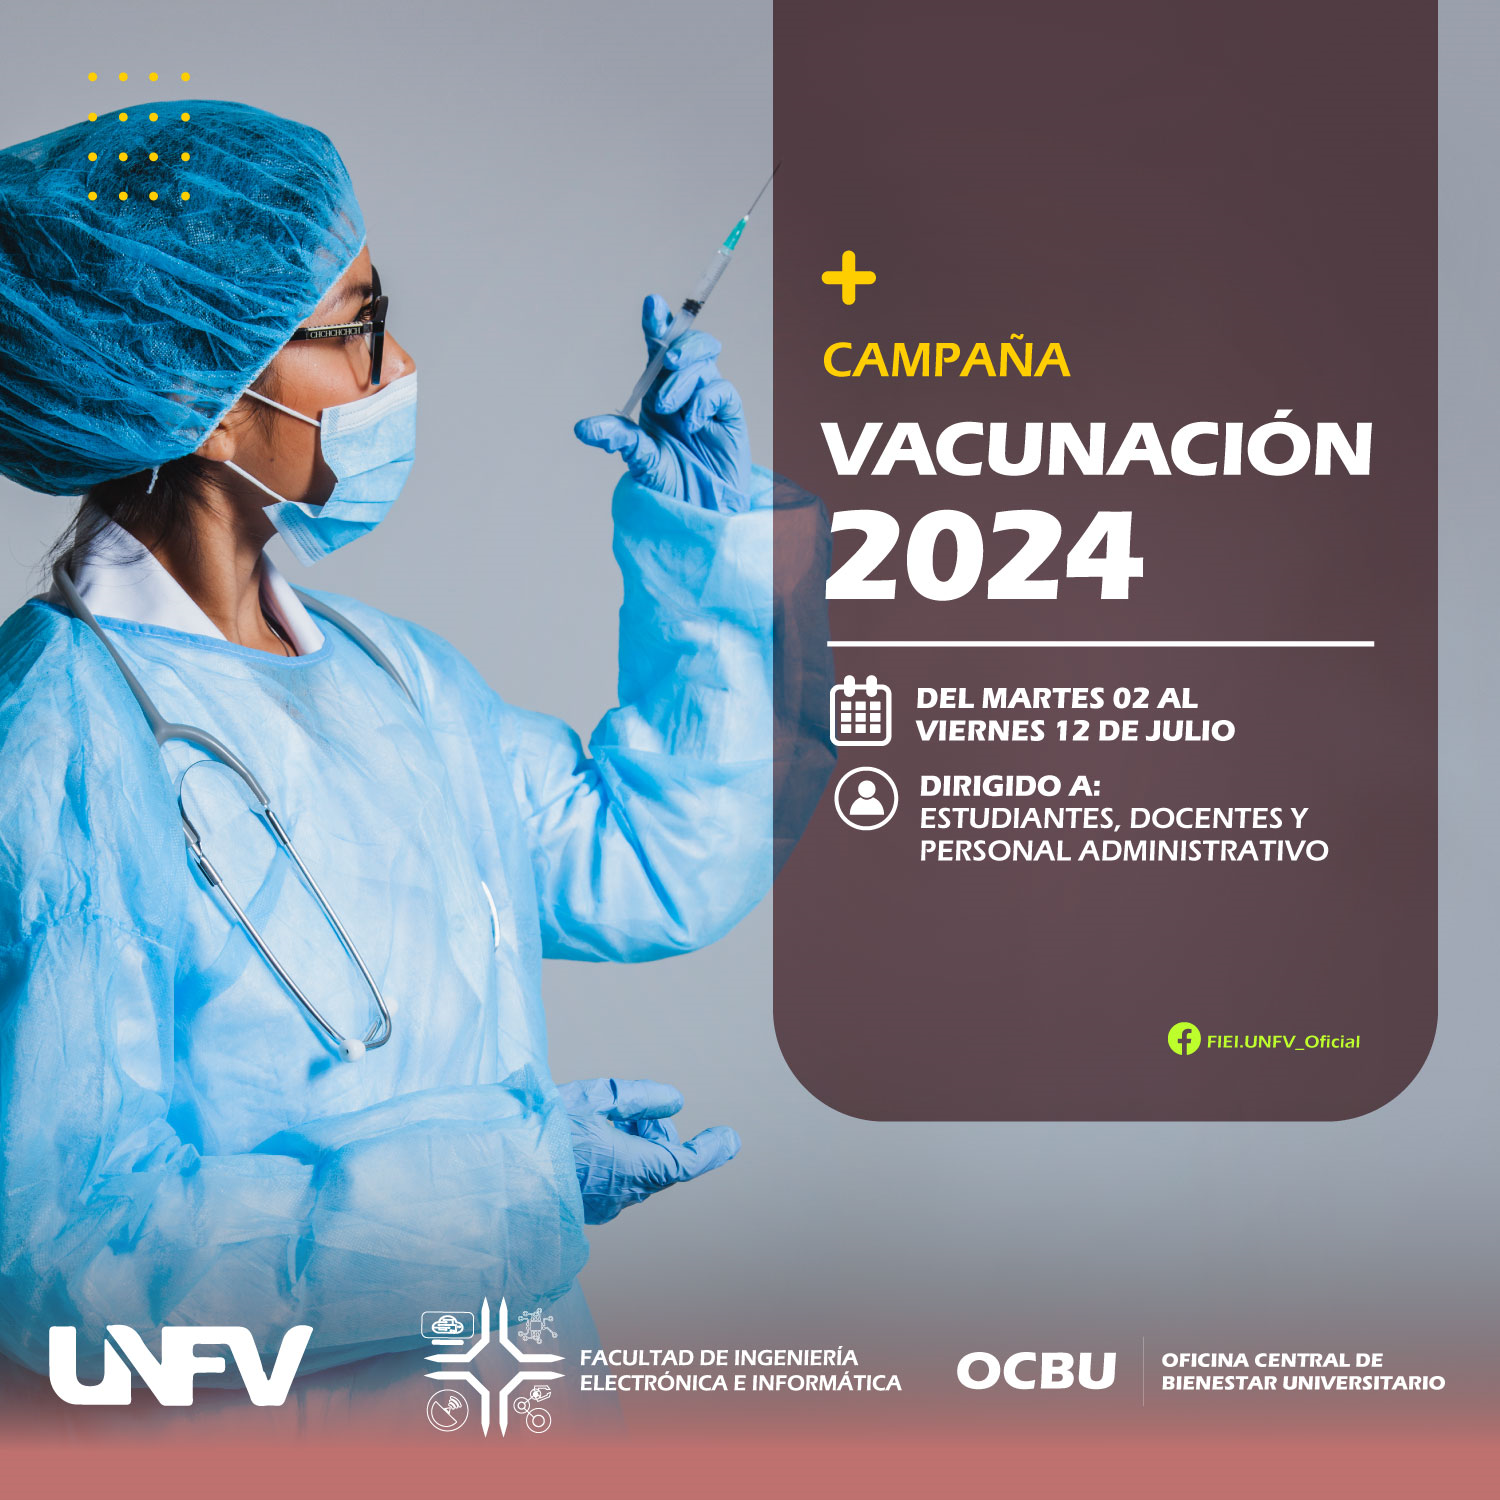 CAMPAÑA
VACUNACIÓN
2024
DEL MARTES 02 AL
VIERNES 12 DE JULIO
DIRIGIDO A:
ESTUDIANTES, DOCENTES Y
PERSONAL ADMINISTRATIVO
FIEI.UNFV_Oficial
UNFV
FACULTAD DE INGENIERÍA
ELECTRÓNICA E INFORMÁTICA
OCBU
OFICINA CENTRAL DE
BIENESTAR UNIVERSITARIO